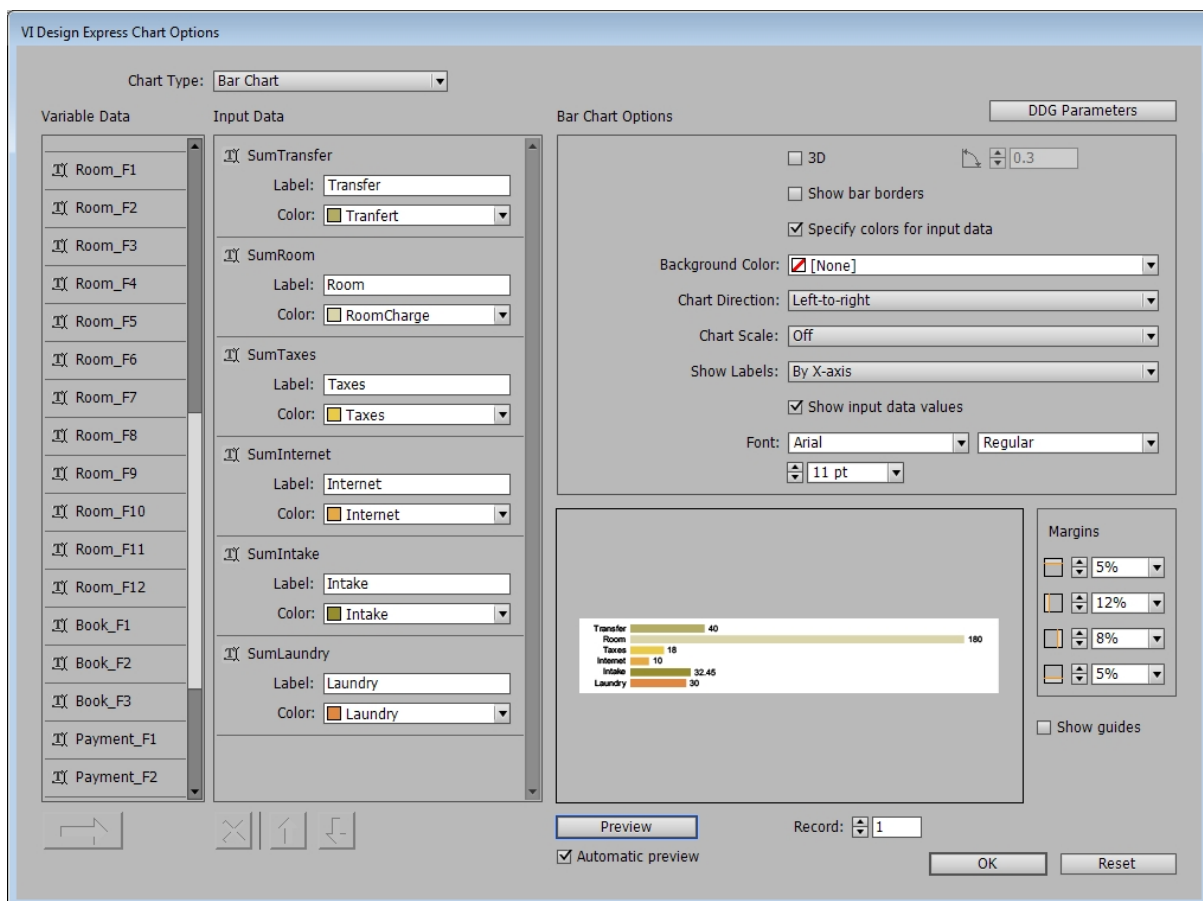 VI Design Express Chart Options
Chart Type: Bar Chart
Variable Data
Room_F1
Room_F2
Room_F3
Room_F4
Room_F5
Room_F6
Room_F7
Room_F8
Room_F9
Room_F10
Room_F11
Room_F12
Book_F1
Book_F2
Book_F3
Payment_F1
Payment_F2
Input Data
SumTransfer
Label: Transfer
Color: Tranfert
SumRoom
Label: Room
Color: RoomCharge
SumTaxes
Label: Taxes
Color: Taxes
SumInternet
Label: Internet
Color: Internet
SumIntake
Label: Intake
Color: Intake
SumLaundry
Label: Laundry
Color: Laundry
Bar Chart Options
DDG Parameters
3D 0.3
Show bar borders
Specify colors for input data
Background Color: [None]
Chart Direction: Left-to-right
Chart Scale: Off
Show Labels: By X-axis
Show input data values
Font: Arial Regular
11 pt
Transfer 40
Room 180
Taxes 18
Internet 10
Intake 32.45
Laundry 30
Margins
5%
12%
8%
5%
Show guides
Preview
Record: 1
Automatic preview
OK Reset